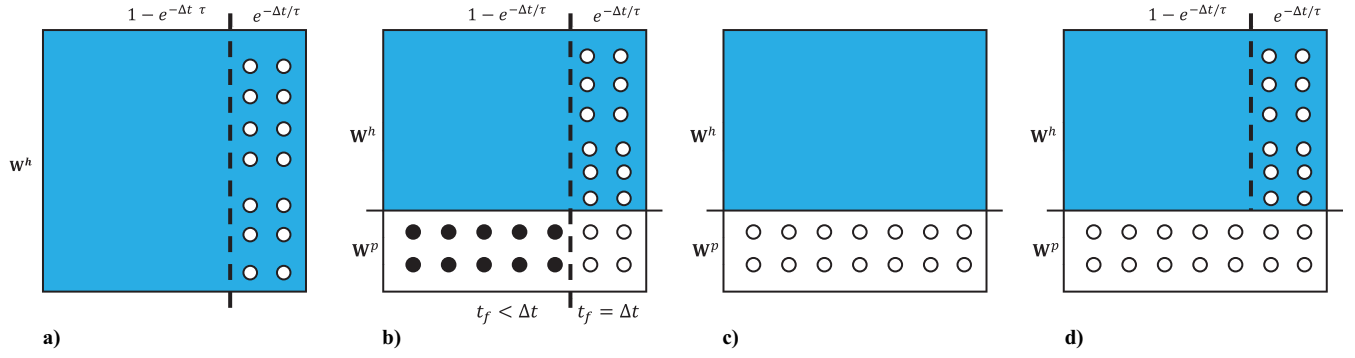 1 − e^{−Δt τ} e^{−Δt/τ}
1 − e^{−Δt/τ} e^{−Δt/τ}
1 − e^{−Δt/τ} e^{−Δt/τ}
W^h
W^h
W^h
W^h
W^p
W^p
W^p
t_f < Δt t_f = Δt
a)
b)
c)
d)